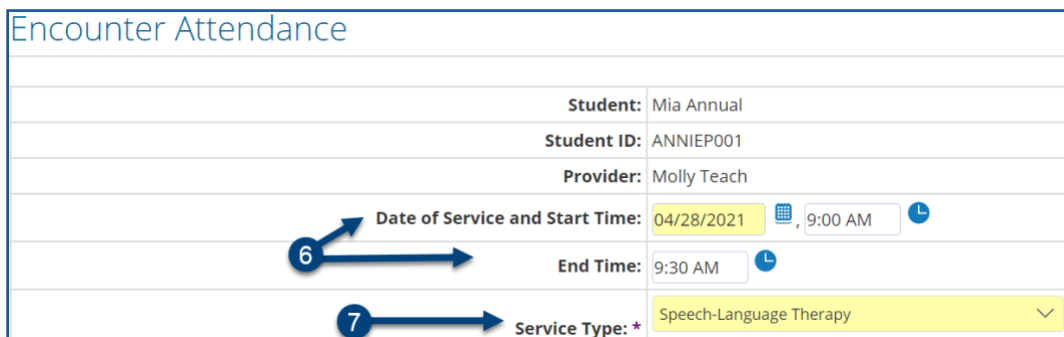 Encounter Attendance
Student: Mia Annual
Student ID: ANNIEP001
Provider: Molly Teach
Date of Service and Start Time: 04/28/2021 , 9:00 AM
6
End Time: 9:30 AM
7 Service Type: * Speech-Language Therapy